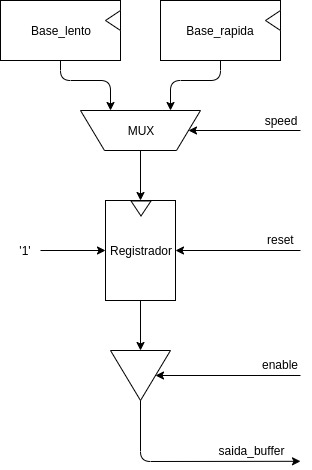 Base_lento
Base_rapida
MUX
speed
'1'
Registrador
reset
enable
saida_buffer